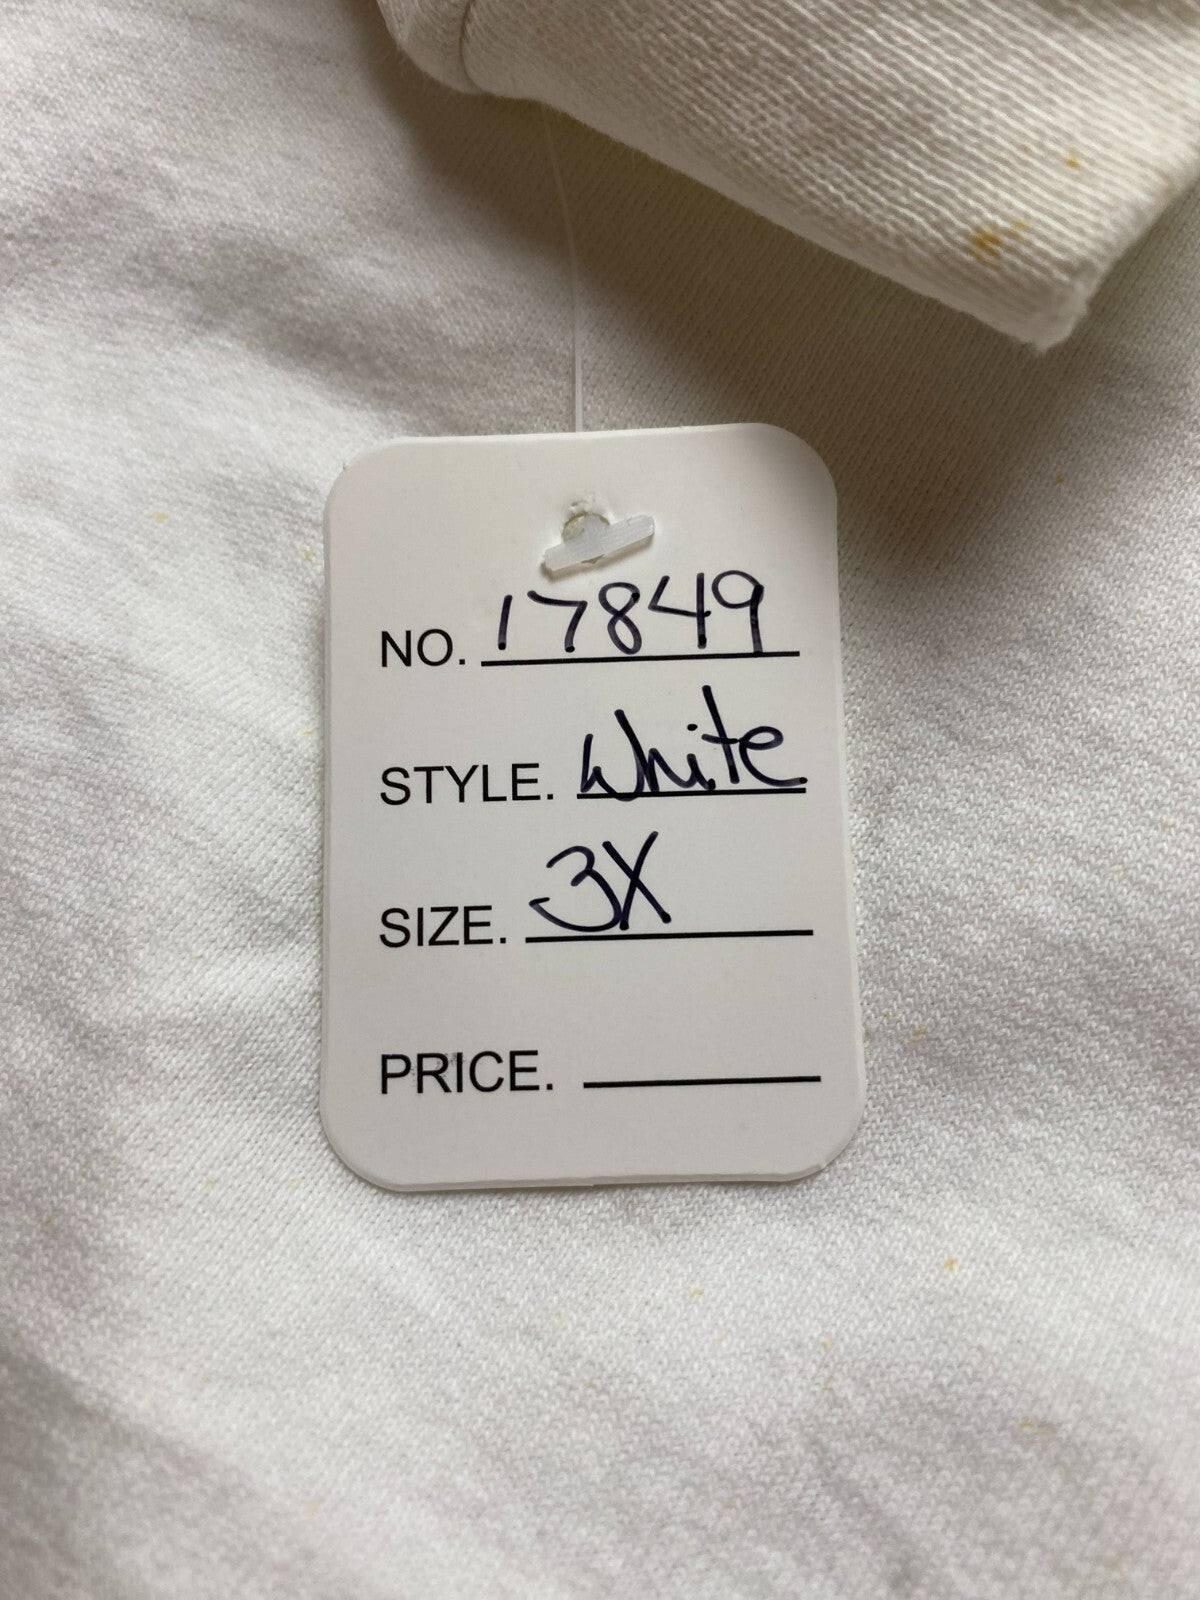 NO. 17849
STYLE. White
SIZE. 3X
PRICE.